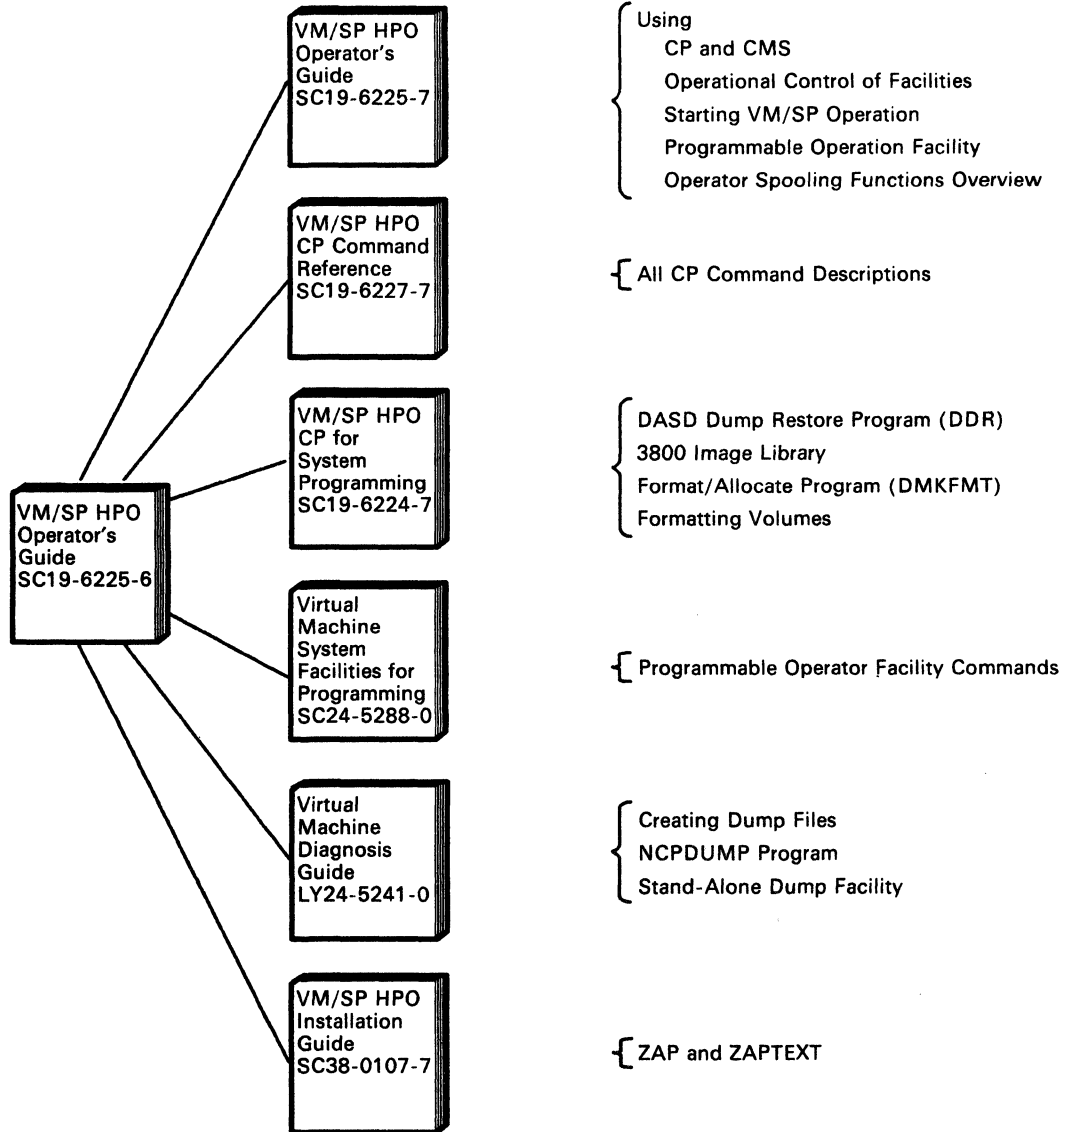 VM/SP HPO
Operator's
Guide
SC19-6225-7
Using
CP and CMS
Operational Control of Facilities
Starting VM/SP Operation
Programmable Operation Facility
Operator Spooling Functions Overview
VM/SP HPO
CP Command
Reference
SC19-6227-7
All CP Command Descriptions
VM/SP HPO
CP for
System
Programming
SC19-6224-7
DASD Dump Restore Program (DDR)
3800 Image Library
Format/Allocate Program (DMKFMT)
Formatting Volumes
VM/SP HPO
Operator's
Guide
SC19-6225-6
Virtual
Machine
System
Facilities for
Programming
SC24-5288-0
Programmable Operator Facility Commands
Virtual
Machine
Diagnosis
Guide
LY24-5241-0
Creating Dump Files
NCPDUMP Program
Stand-Alone Dump Facility
VM/SP HPO
Installation
Guide
SC38-0107-7
ZAP and ZAPTEXT